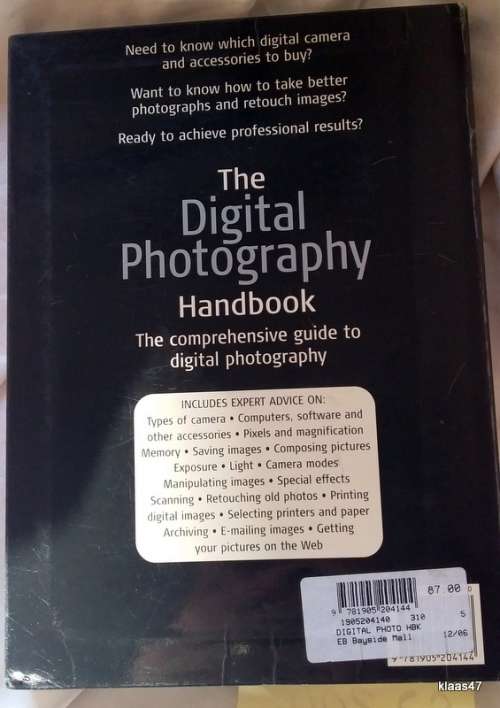 Need to know which digital camera
and accessories to buy?
Want to know how to take better
photographs and retouch images?
Ready to achieve professional results?
The
Digital
Photography
Handbook
The comprehensive guide to
digital photography
INCLUDES EXPERT ADVICE ON:
Types of camera • Computers, software and
other accessories • Pixels and magnification
Memory • Saving images • Composing pictures
Exposure • Light • Camera modes
Manipulating images • Special effects
Scanning • Retouching old photos • Printing
digital images • Selecting printers and paper
Archiving • E-mailing images • Getting
your pictures on the Web
87.00
9 781905 204144
1905204140 310 5
DIGITAL PHOTO HBK
EB Bayside Mall 12/06
9 781905 204144
klaas47